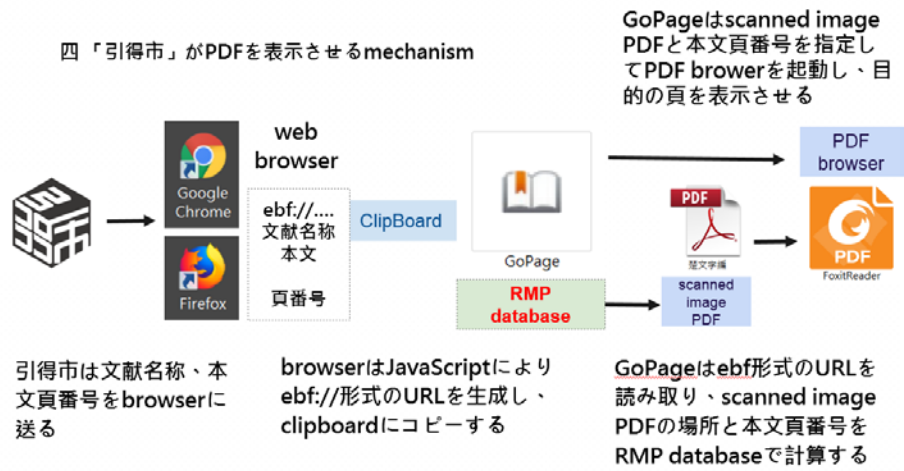 四 「引得市」がPDFを表示させるmechanism
GoPageはscanned image
PDFと本文頁番号を指定し
てPDF browerを起動し、目
的の頁を表示させる
Google
Chrome
Firefox
web
browser
ebf://....
文献名称
本文
頁番号
ClipBoard
GoPage
RMP
database
PDF
楚文字編
scanned
image
PDF
PDF
browser
PDF
FoxitReader
引得市は文献名称、本
文頁番号をbrowserに
送る
browserはJavaScriptにより
ebf://形式のURLを生成し、
clipboardにコピーする
GoPageはebf形式のURLを
読み取り、scanned image
PDFの場所と本文頁番号を
RMP databaseで計算する